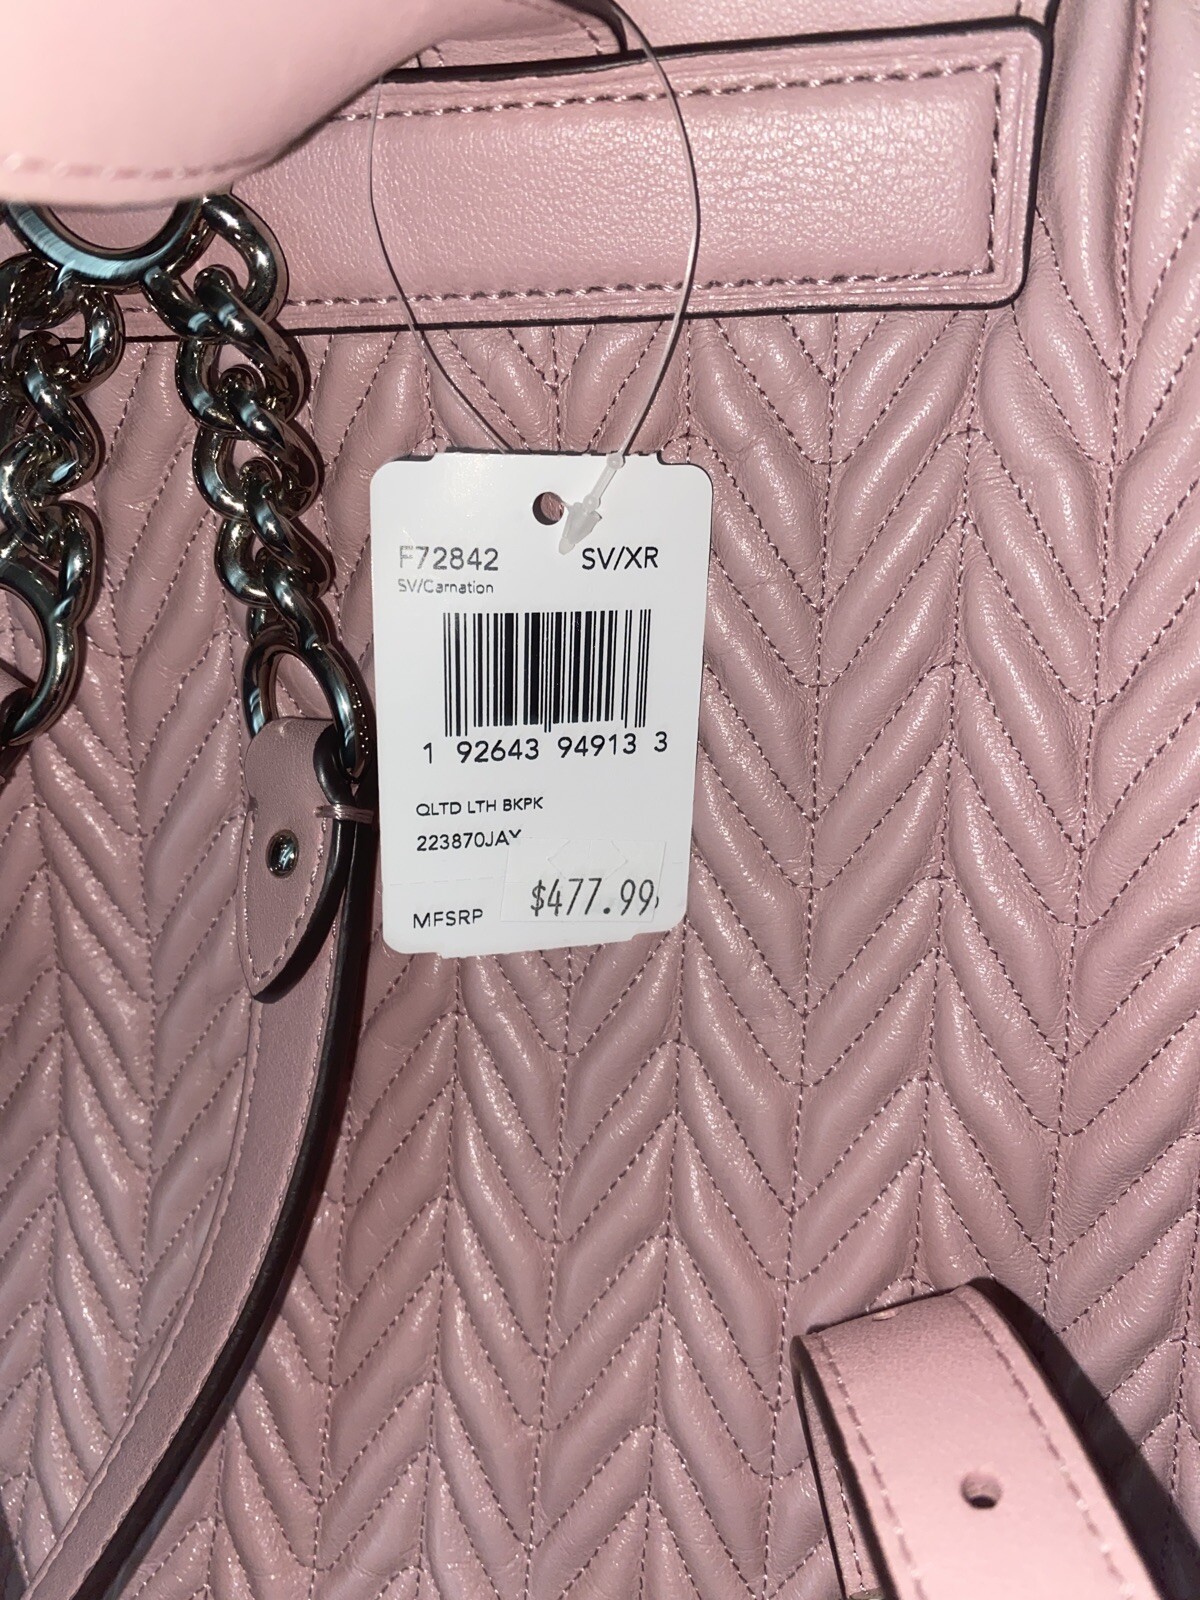 F72842 SV/XR
SV/Carnation
1 92643 94913 3
QLTD LTH BKPK
223870JAY
MFSRP $477.99